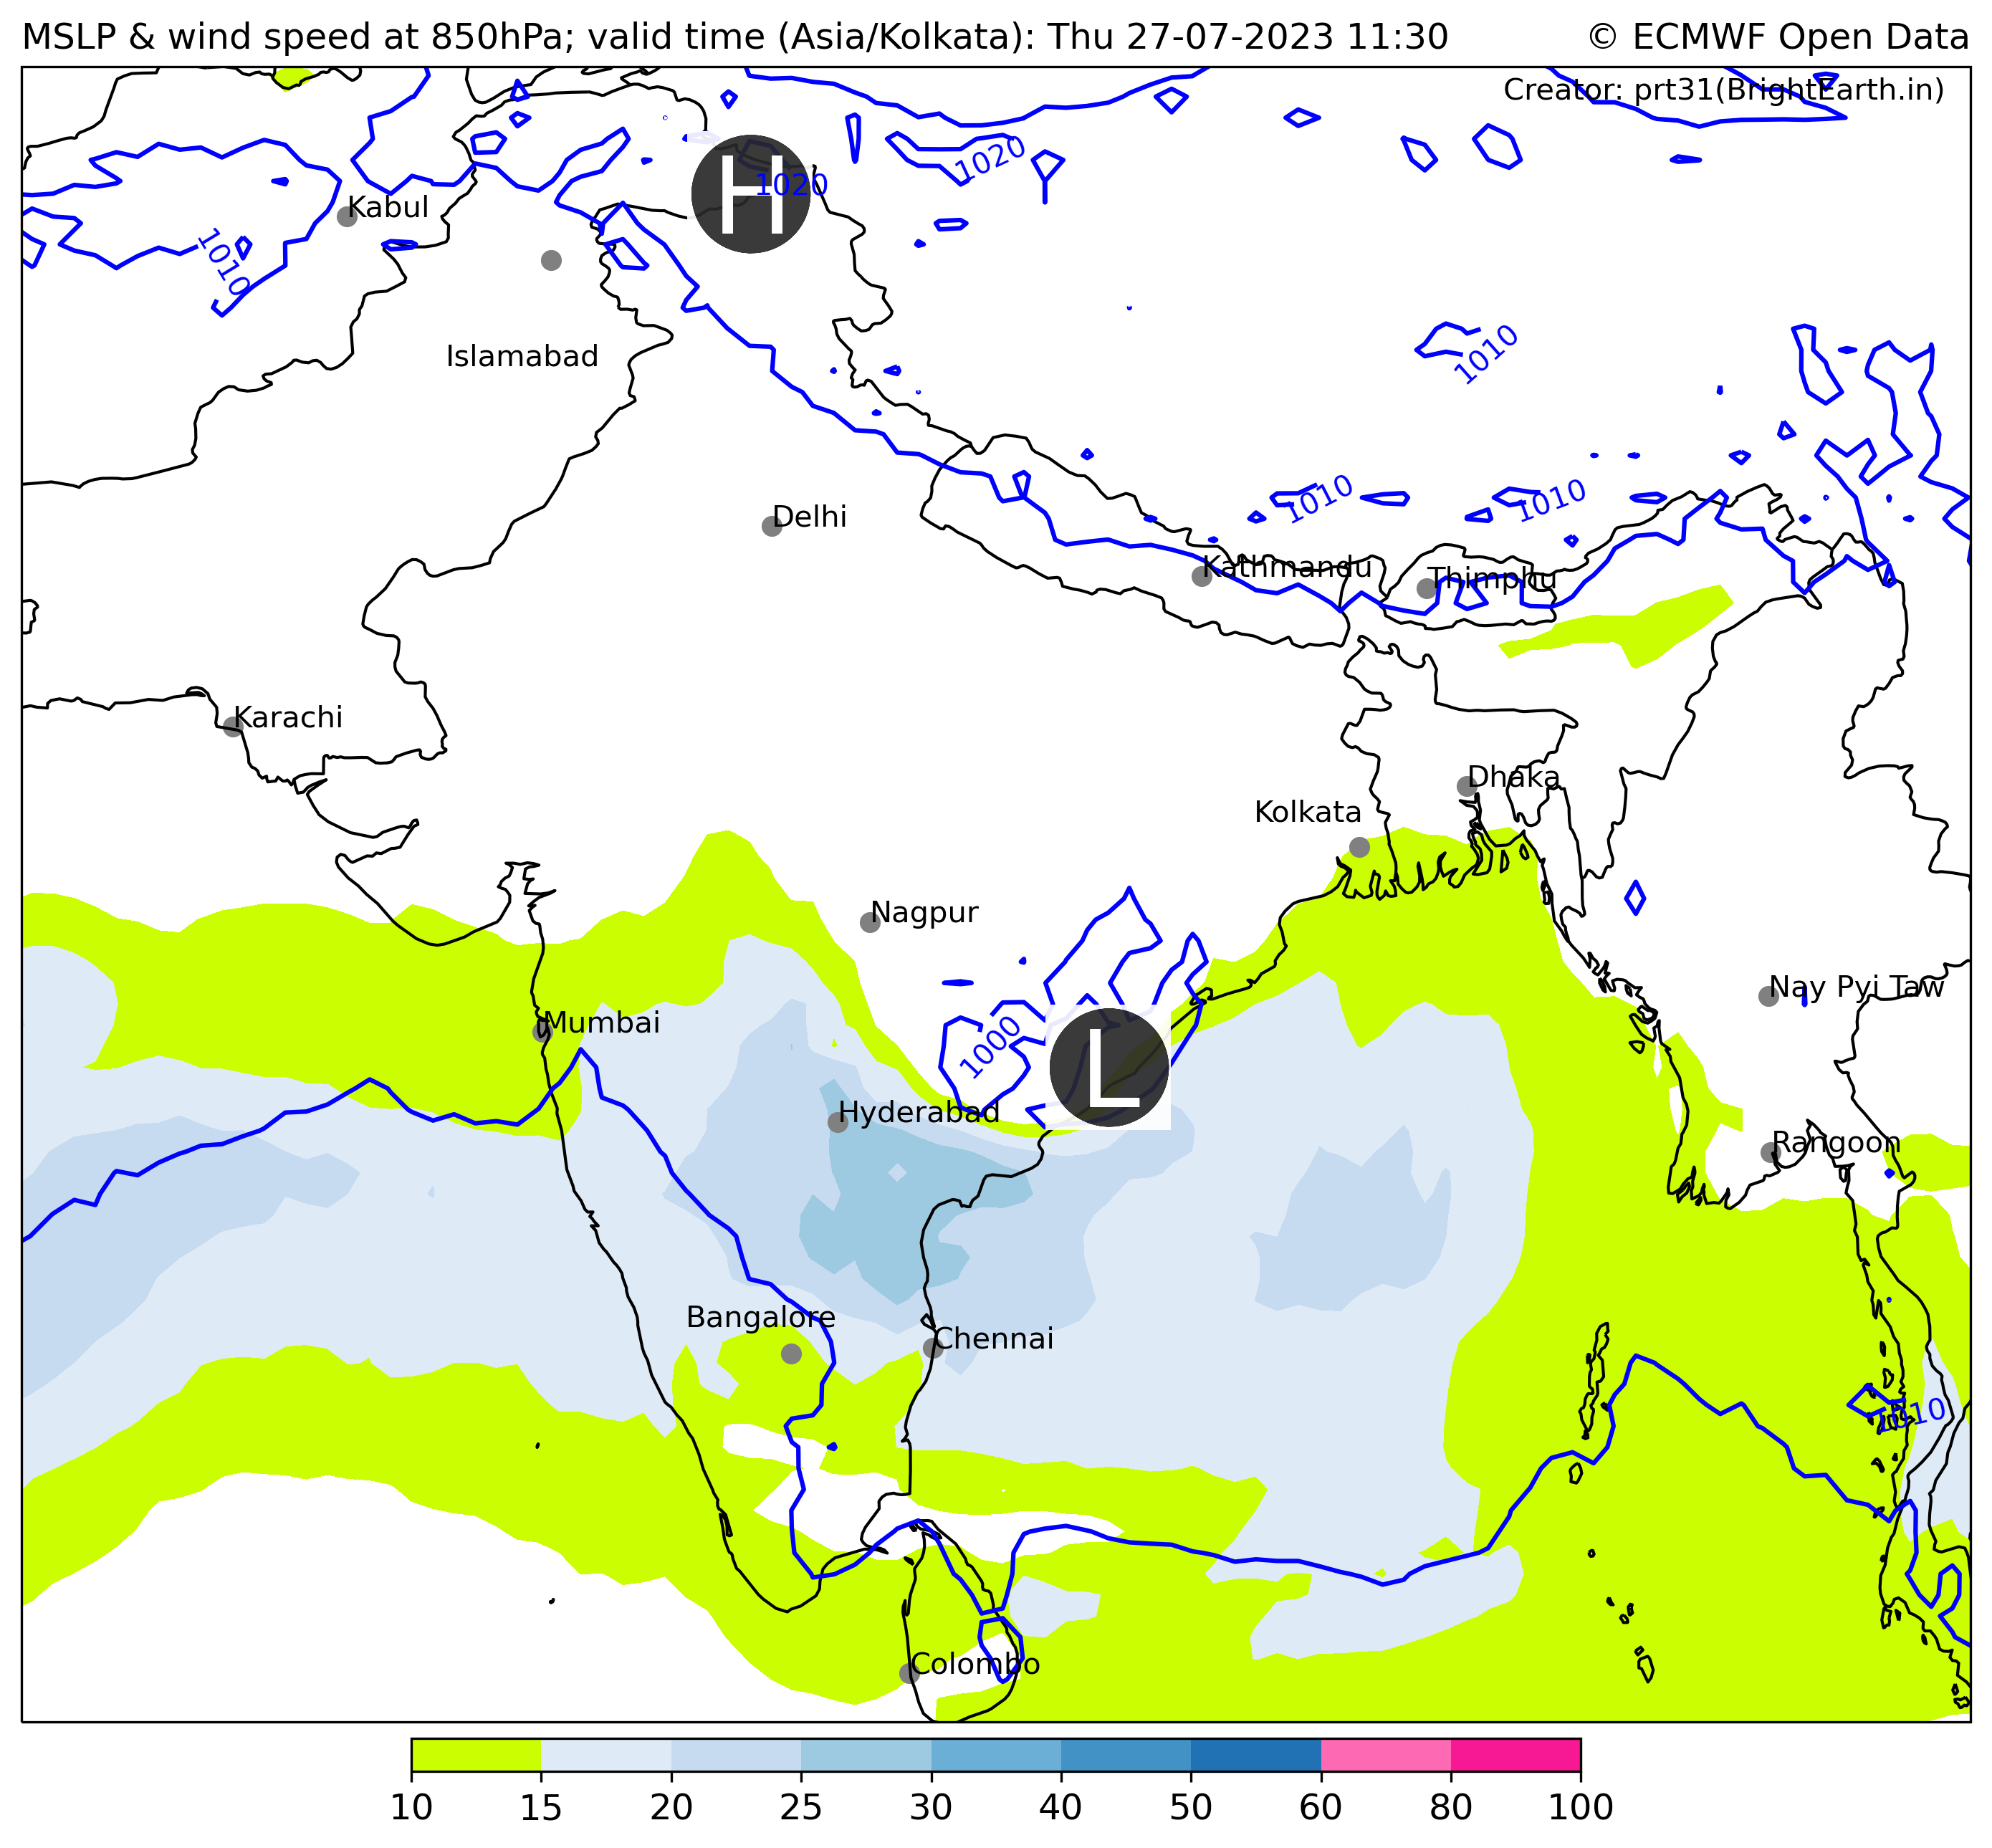 MSLP & wind speed at 850hPa; valid time (Asia/Kolkata): Thu 27-07-2023 11:30
© ECMWF Open Data
Creator: prt31(BrightEarth.in)
1020
H
1020
Kabul
1010
Islamabad
1010
Delhi
1010
1010
Kathmandu
Thimphu
Karachi
Dhaka
Kolkata
Nagpur
Nay Pyi Taw
Mumbai
1000
L
Hyderabad
Rangoon
Bangalore
Chennai
1010
Colombo
10 15 20 25 30 40 50 60 80 100